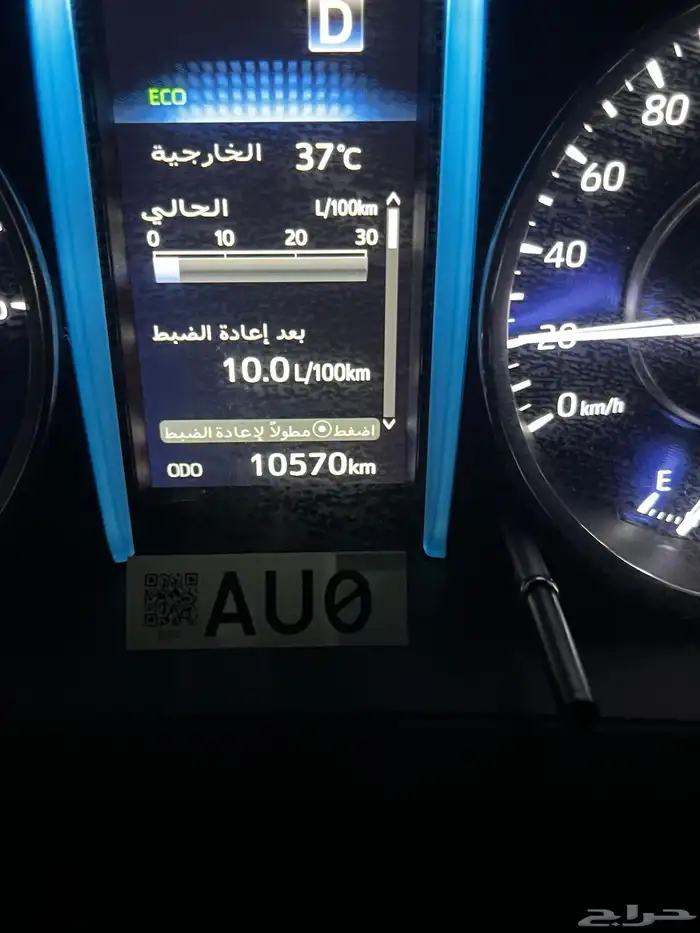 D
ECO
الخارجية 37°C
الحالي L/100km
0 10 20 30
بعد إعادة الضبط
10.0 L/100km
اضغط ⦿ مطولاً لإعادة الضبط
ODO 10570km
80
60
40
20
0 km/h
E
AU0
حراج